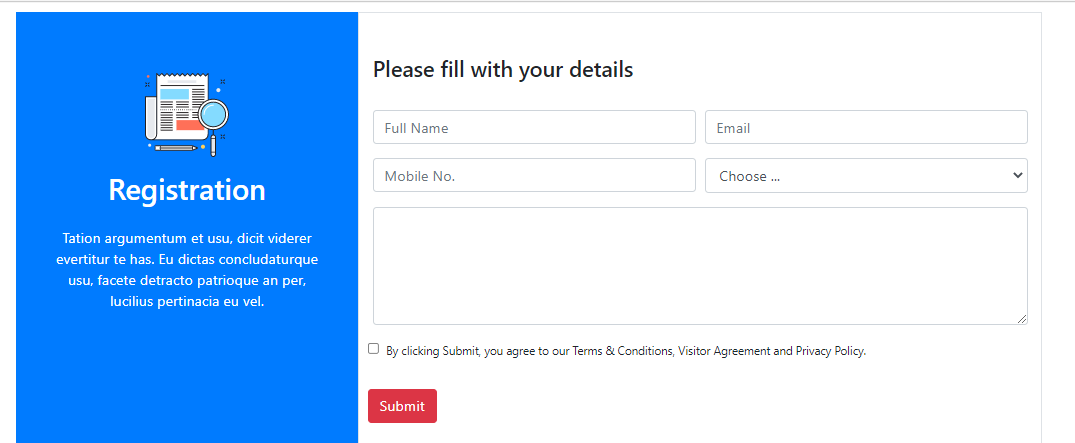 Registration
Tation argumentum et usu, dicit viderer
evertitur te has. Eu dictas concludaturque
usu, facete detracto patrioque an per,
lucilius pertinacia eu vel.
Please fill with your details
Full Name
Email
Mobile No.
Choose ...
By clicking Submit, you agree to our Terms & Conditions, Visitor Agreement and Privacy Policy.
Submit